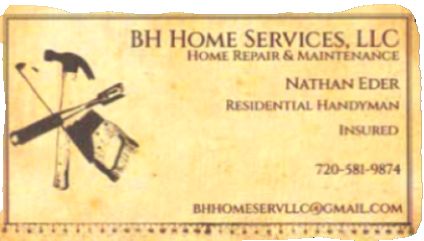 BH Home Services, LLC
Home Repair & Maintenance
Nathan Eder
Residential Handyman
Insured
720-581-9874
bhhomeservllc@gmail.com